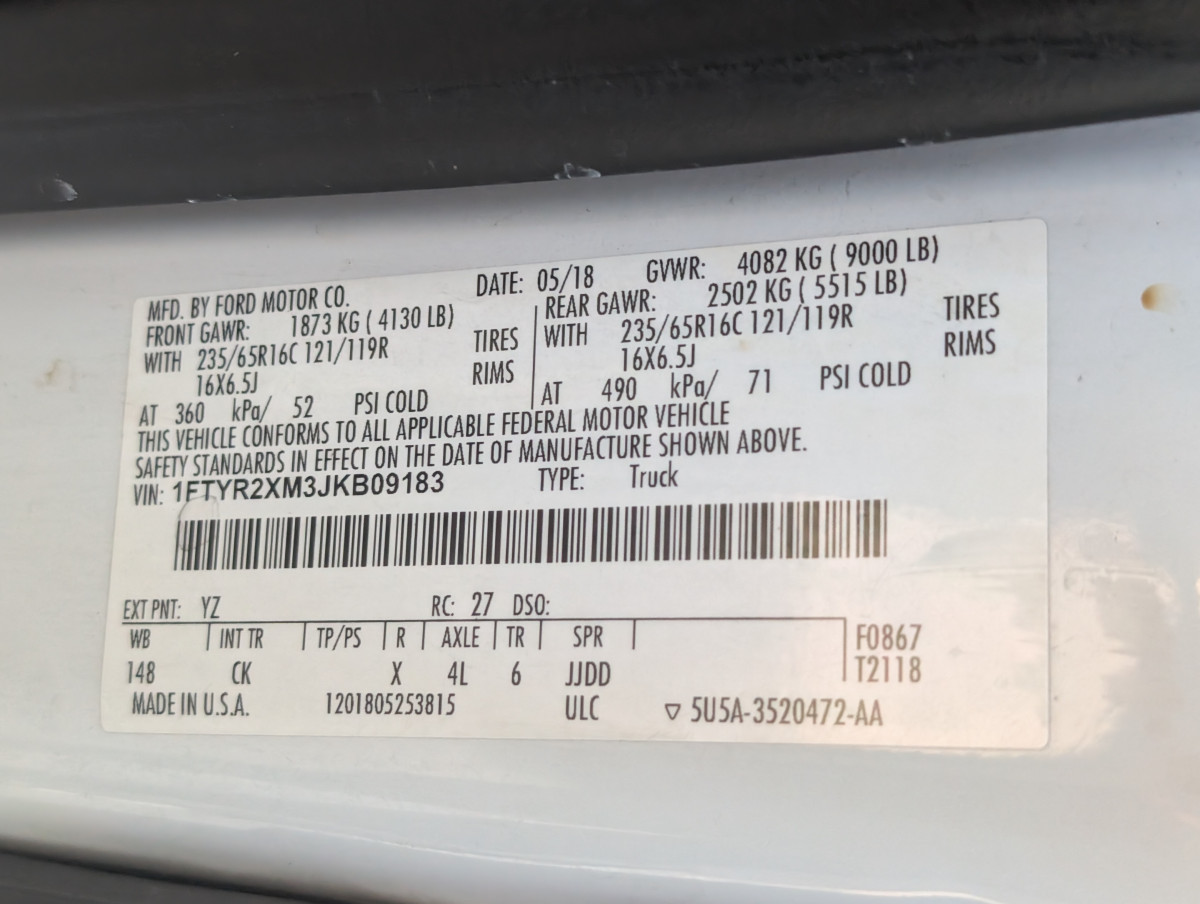 MFD. BY FORD MOTOR CO. DATE: 05/18 GVWR: 4082 KG ( 9000 LB)
FRONT GAWR: 1873 KG ( 4130 LB) REAR GAWR: 2502 KG ( 5515 LB)
WITH 235/65R16C 121/119R TIRES WITH 235/65R16C 121/119R TIRES
16X6.5J RIMS 16X6.5J RIMS
AT 360 kPa/ 52 PSI COLD AT 490 kPa/ 71 PSI COLD
THIS VEHICLE CONFORMS TO ALL APPLICABLE FEDERAL MOTOR VEHICLE
SAFETY STANDARDS IN EFFECT ON THE DATE OF MANUFACTURE SHOWN ABOVE.
VIN: 1FTYR2XM3JKB09183 TYPE: Truck
EXT PNT: YZ RC: 27 DSO:
WB INT TR TP/PS R AXLE TR SPR F0867
148 CK X 4L 6 JJDD T2118
MADE IN U.S.A. 1201805253815 ULC ▽ 5U5A-3520472-AA